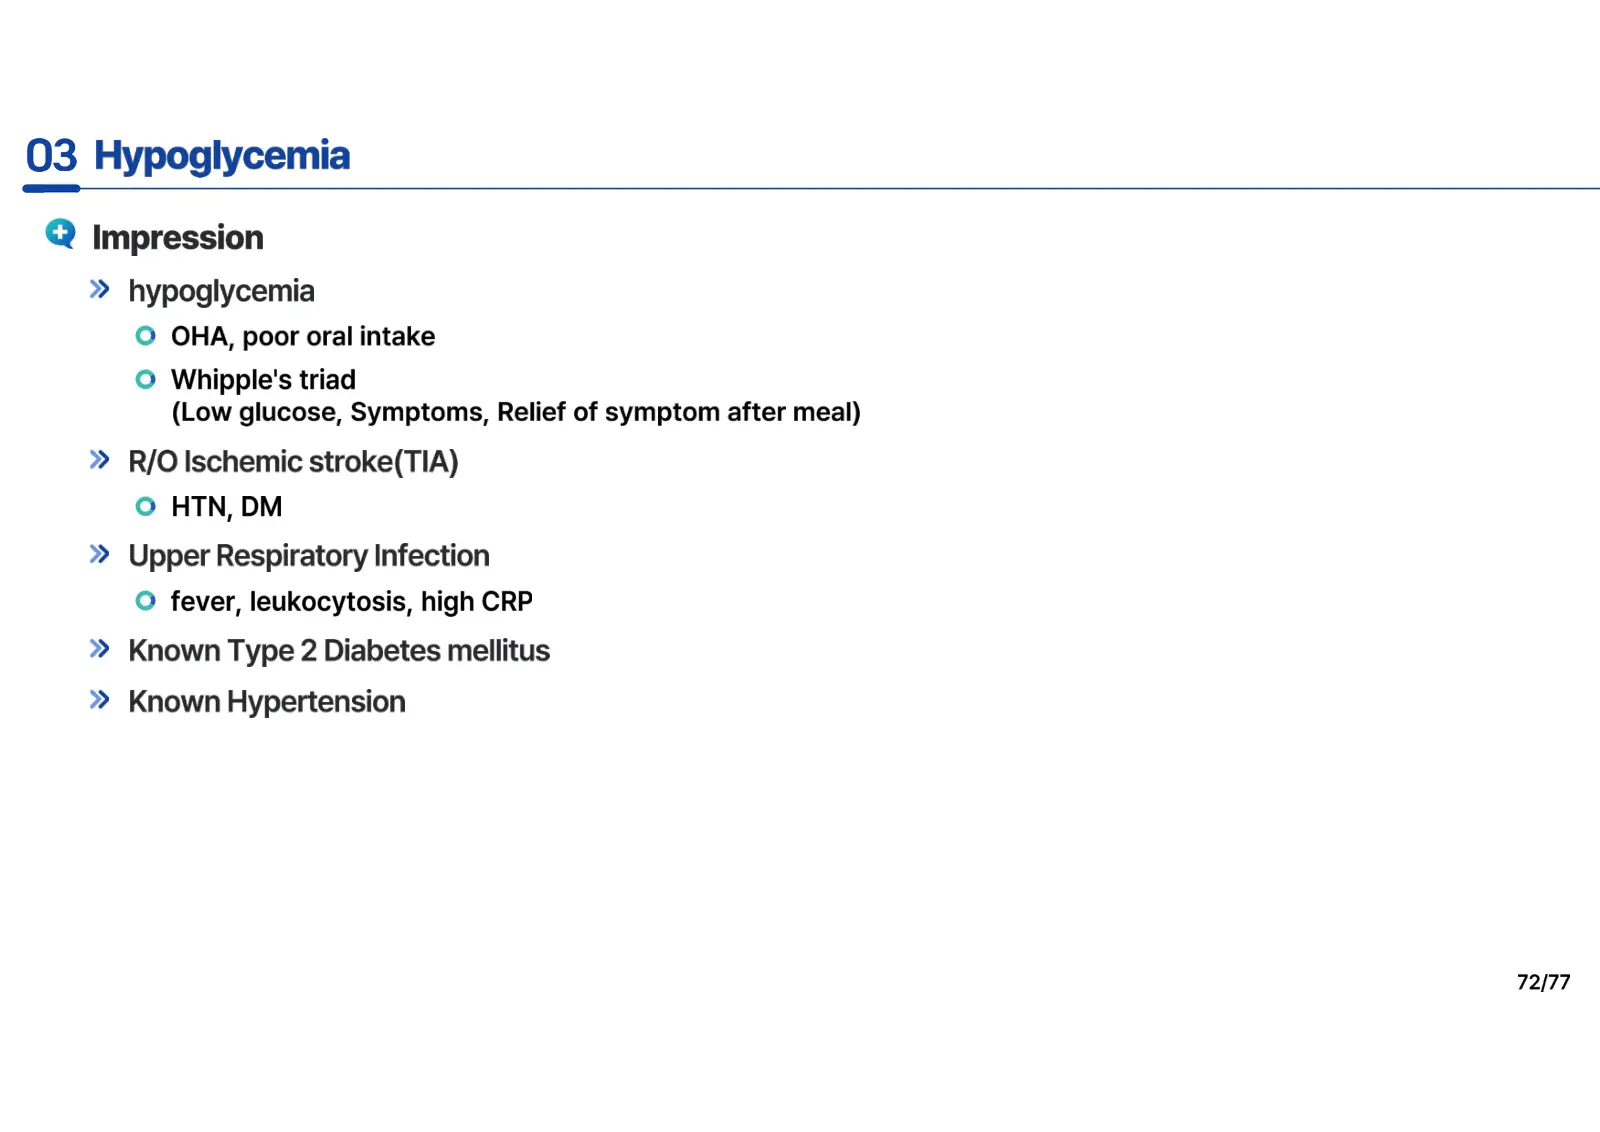 03 Hypoglycemia
Impression
hypoglycemia
OHA, poor oral intake
Whipple's triad
(Low glucose, Symptoms, Relief of symptom after meal)
R/O Ischemic stroke(TIA)
HTN, DM
Upper Respiratory Infection
fever, leukocytosis, high CRP
Known Type 2 Diabetes mellitus
Known Hypertension
72/77